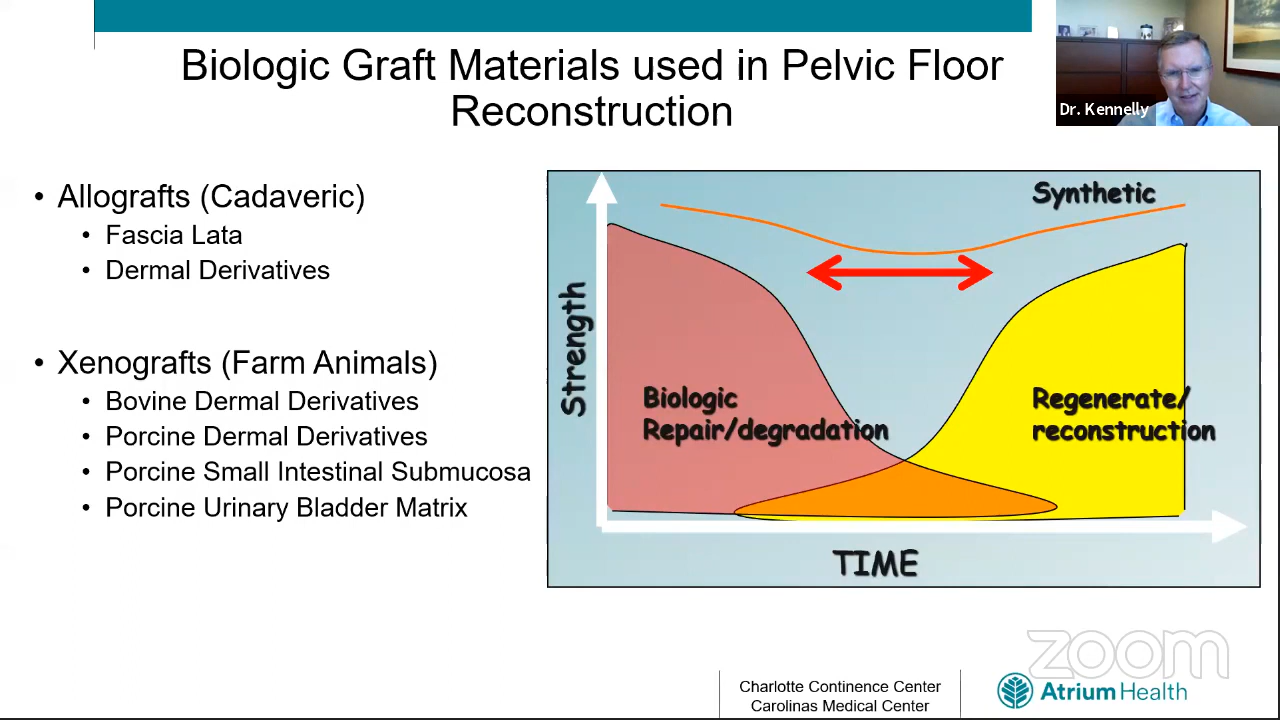 Biologic Graft Materials used in Pelvic Floor
Reconstruction
Dr. Kennelly
• Allografts (Cadaveric)
• Fascia Lata
• Dermal Derivatives
• Xenografts (Farm Animals)
• Bovine Dermal Derivatives
• Porcine Dermal Derivatives
• Porcine Small Intestinal Submucosa
• Porcine Urinary Bladder Matrix
Synthetic
Strength
Biologic
Repair/degradation
Regenerate/
reconstruction
TIME
zoom
Charlotte Continence Center
Carolinas Medical Center
Atrium Health